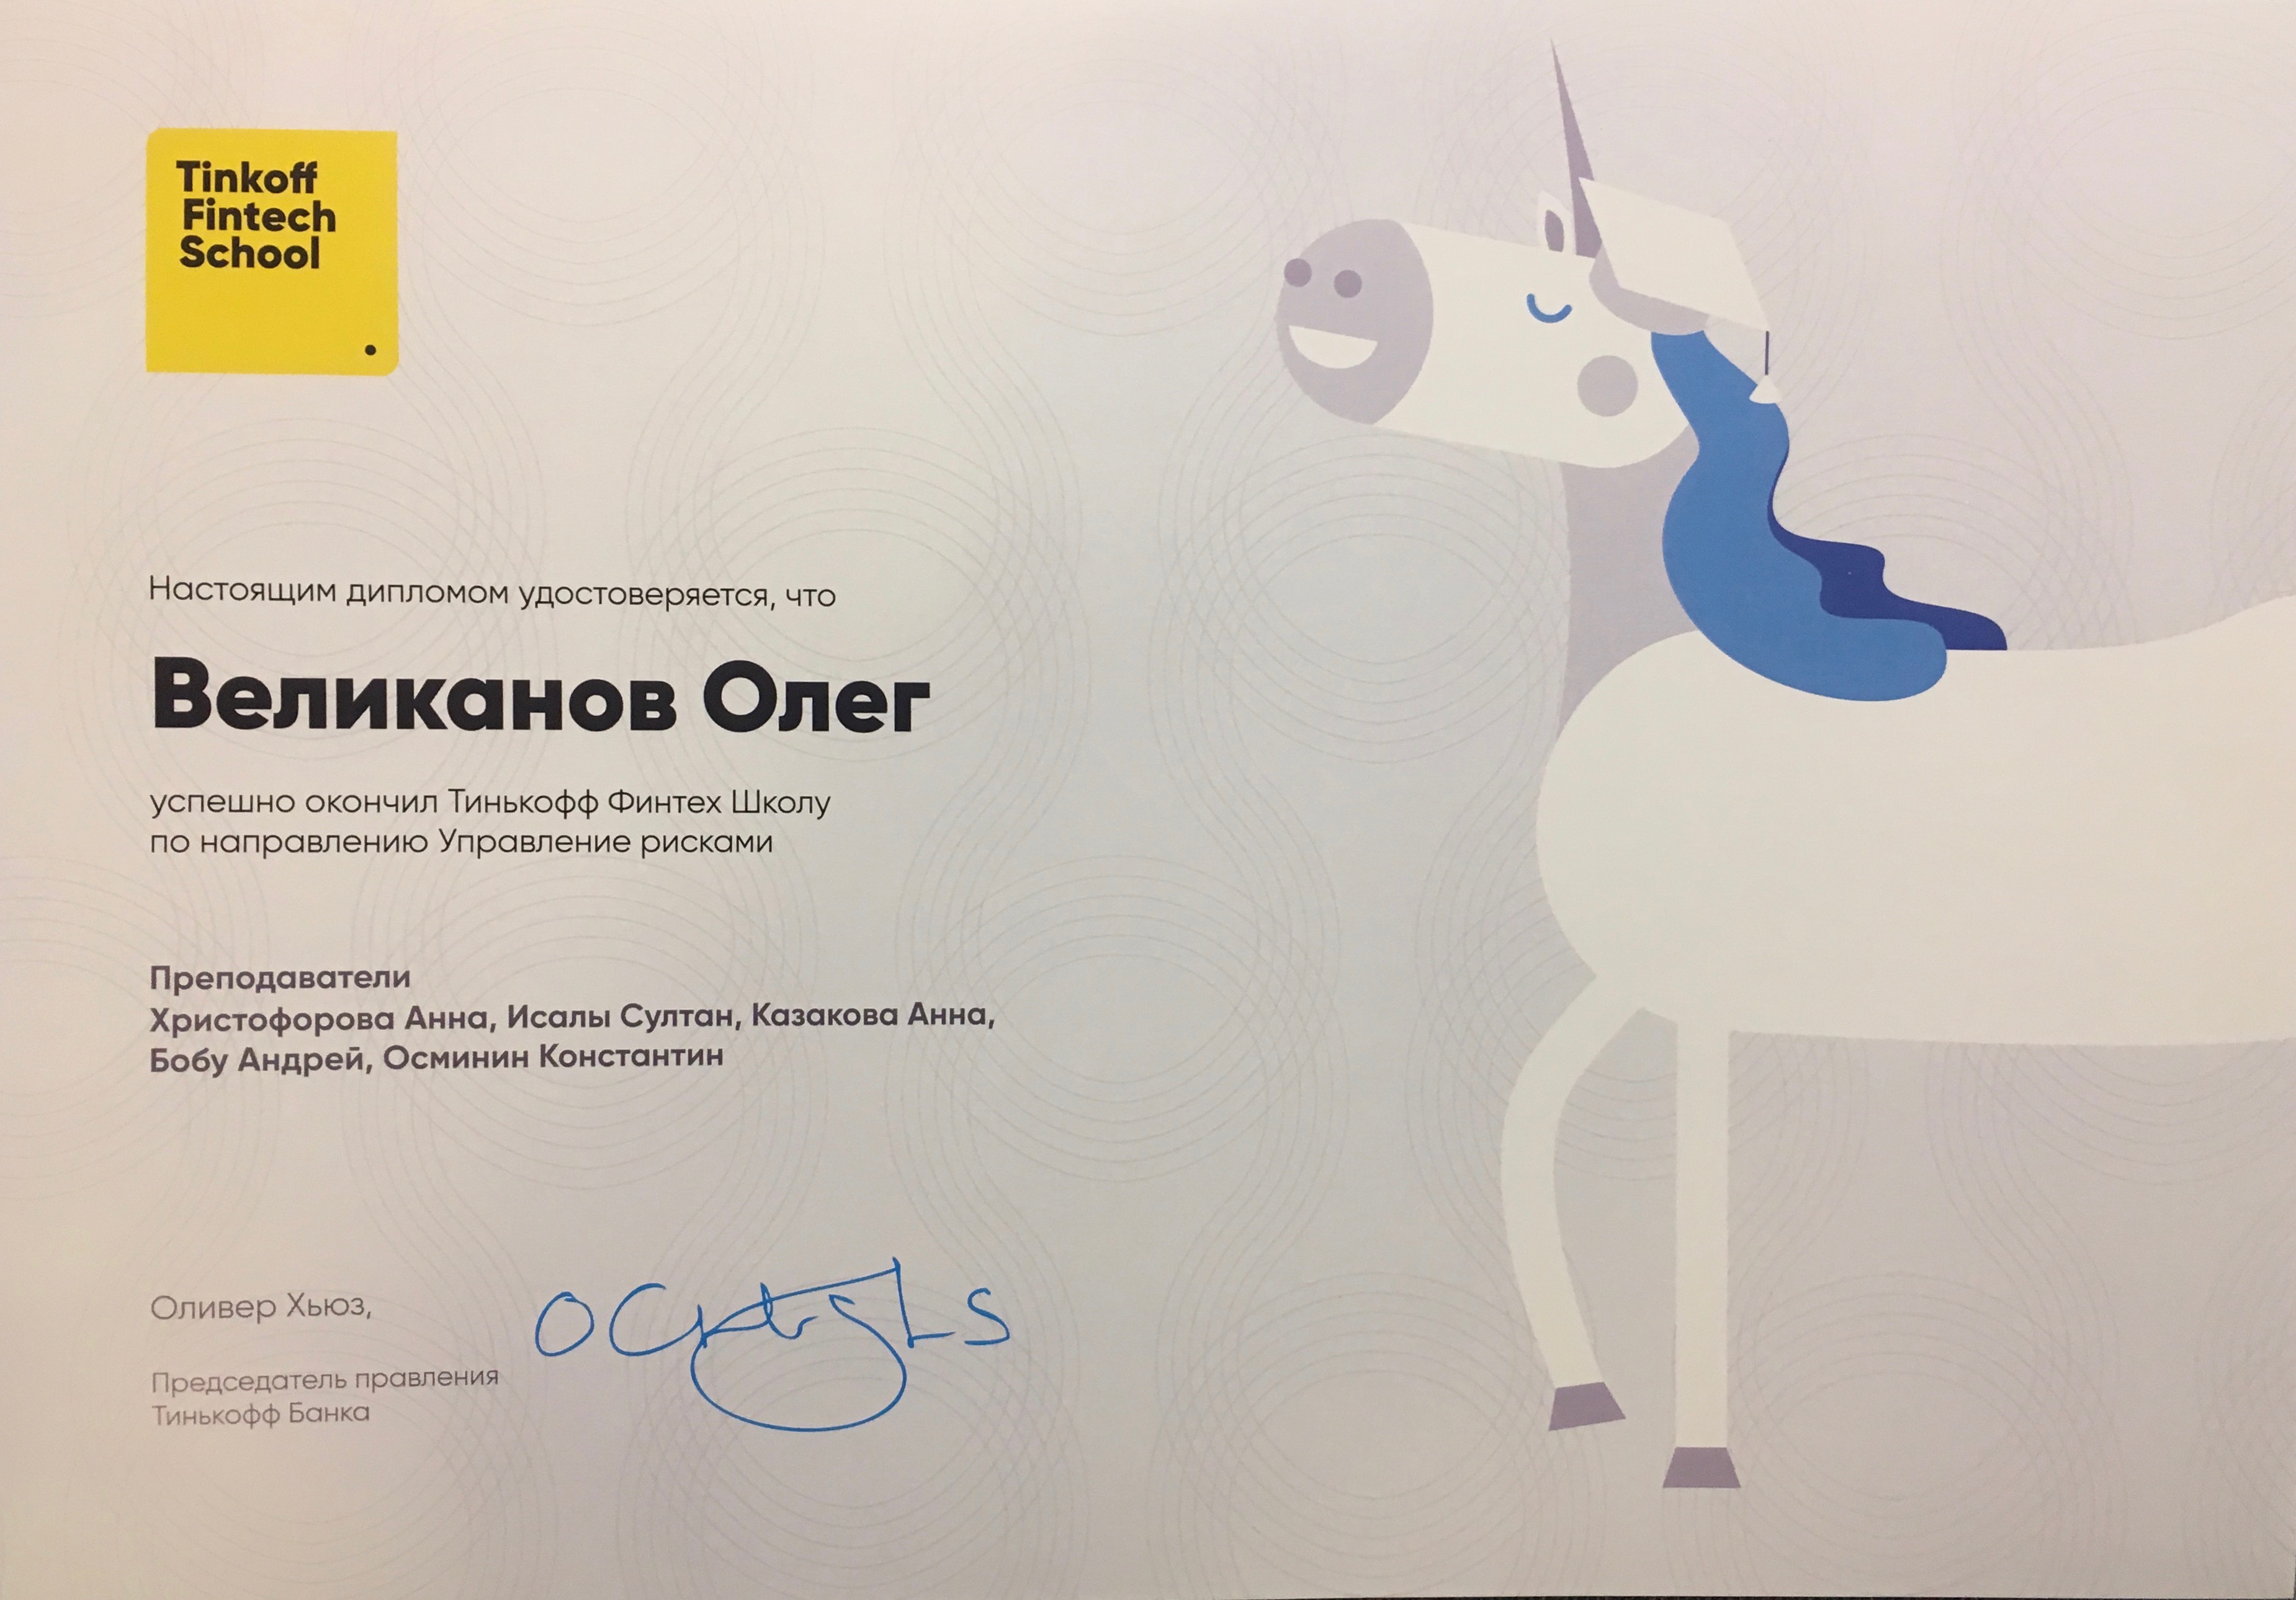 Tinkoff
Fintech
School
Настоящим дипломом удостоверяется, что
Великанов Олег
успешно окончил Тинькофф Финтех Школу
по направлению Управление рисками
Преподаватели
Христофорова Анна, Исалы Султан, Казакова Анна,
Бобу Андрей, Осминин Константин
Оливер Хьюз,
Председатель правления
Тинькофф Банка